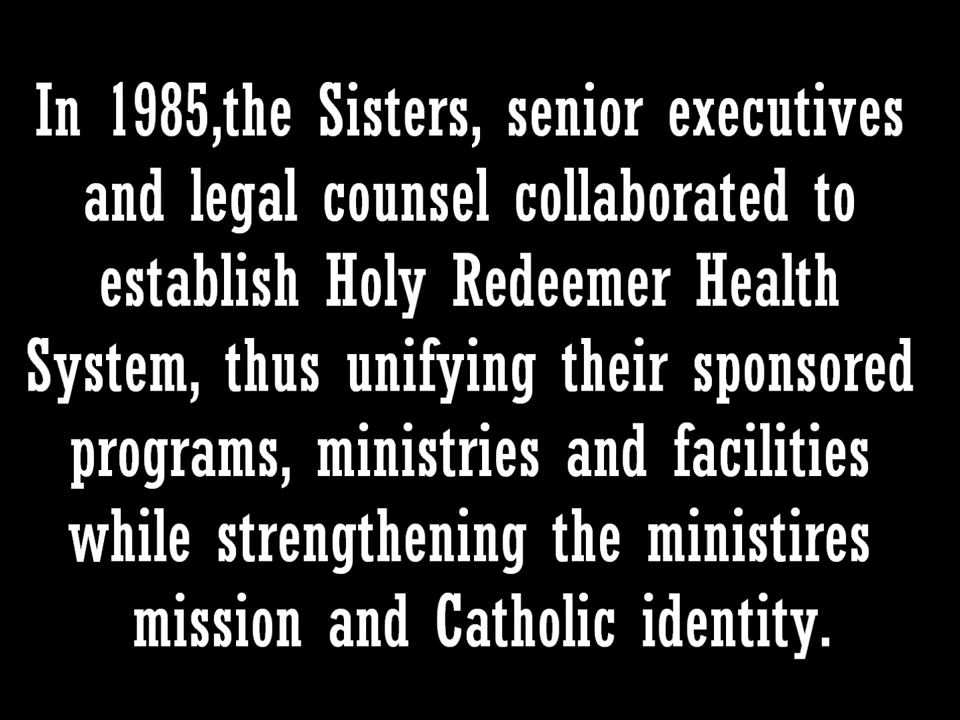 In 1985,the Sisters, senior executives
and legal counsel collaborated to
establish Holy Redeemer Health
System, thus unifying their sponsored
programs, ministries and facilities
while strengthening the ministires
mission and Catholic identity.